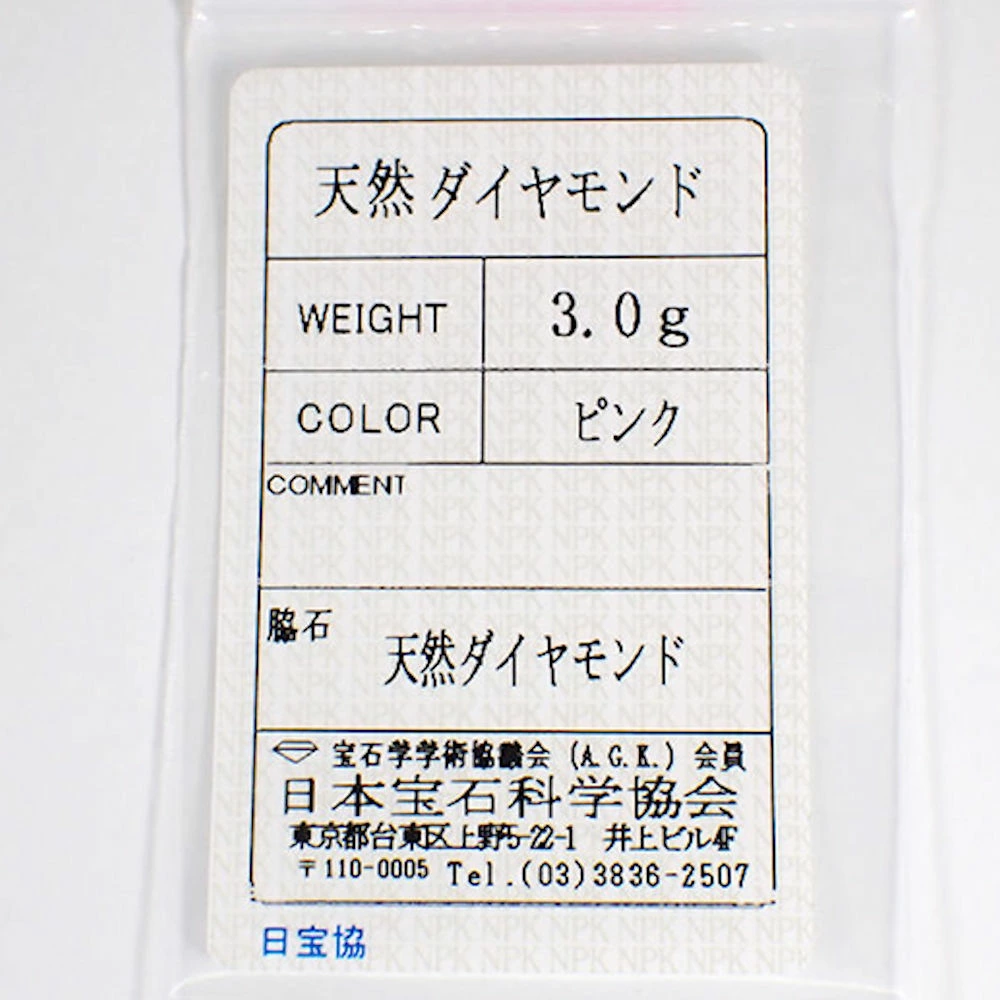 天然 ダイヤモンド
WEIGHT 3.0g
COLOR ピンク
COMMENT
脇石
天然ダイヤモンド
宝石学学術協議会 (A.G.K.) 会員
日本宝石科学協会
東京都台東区上野5-22-1 井上ビル4F
〒110-0005 Tel.(03)3836-2507
日宝協